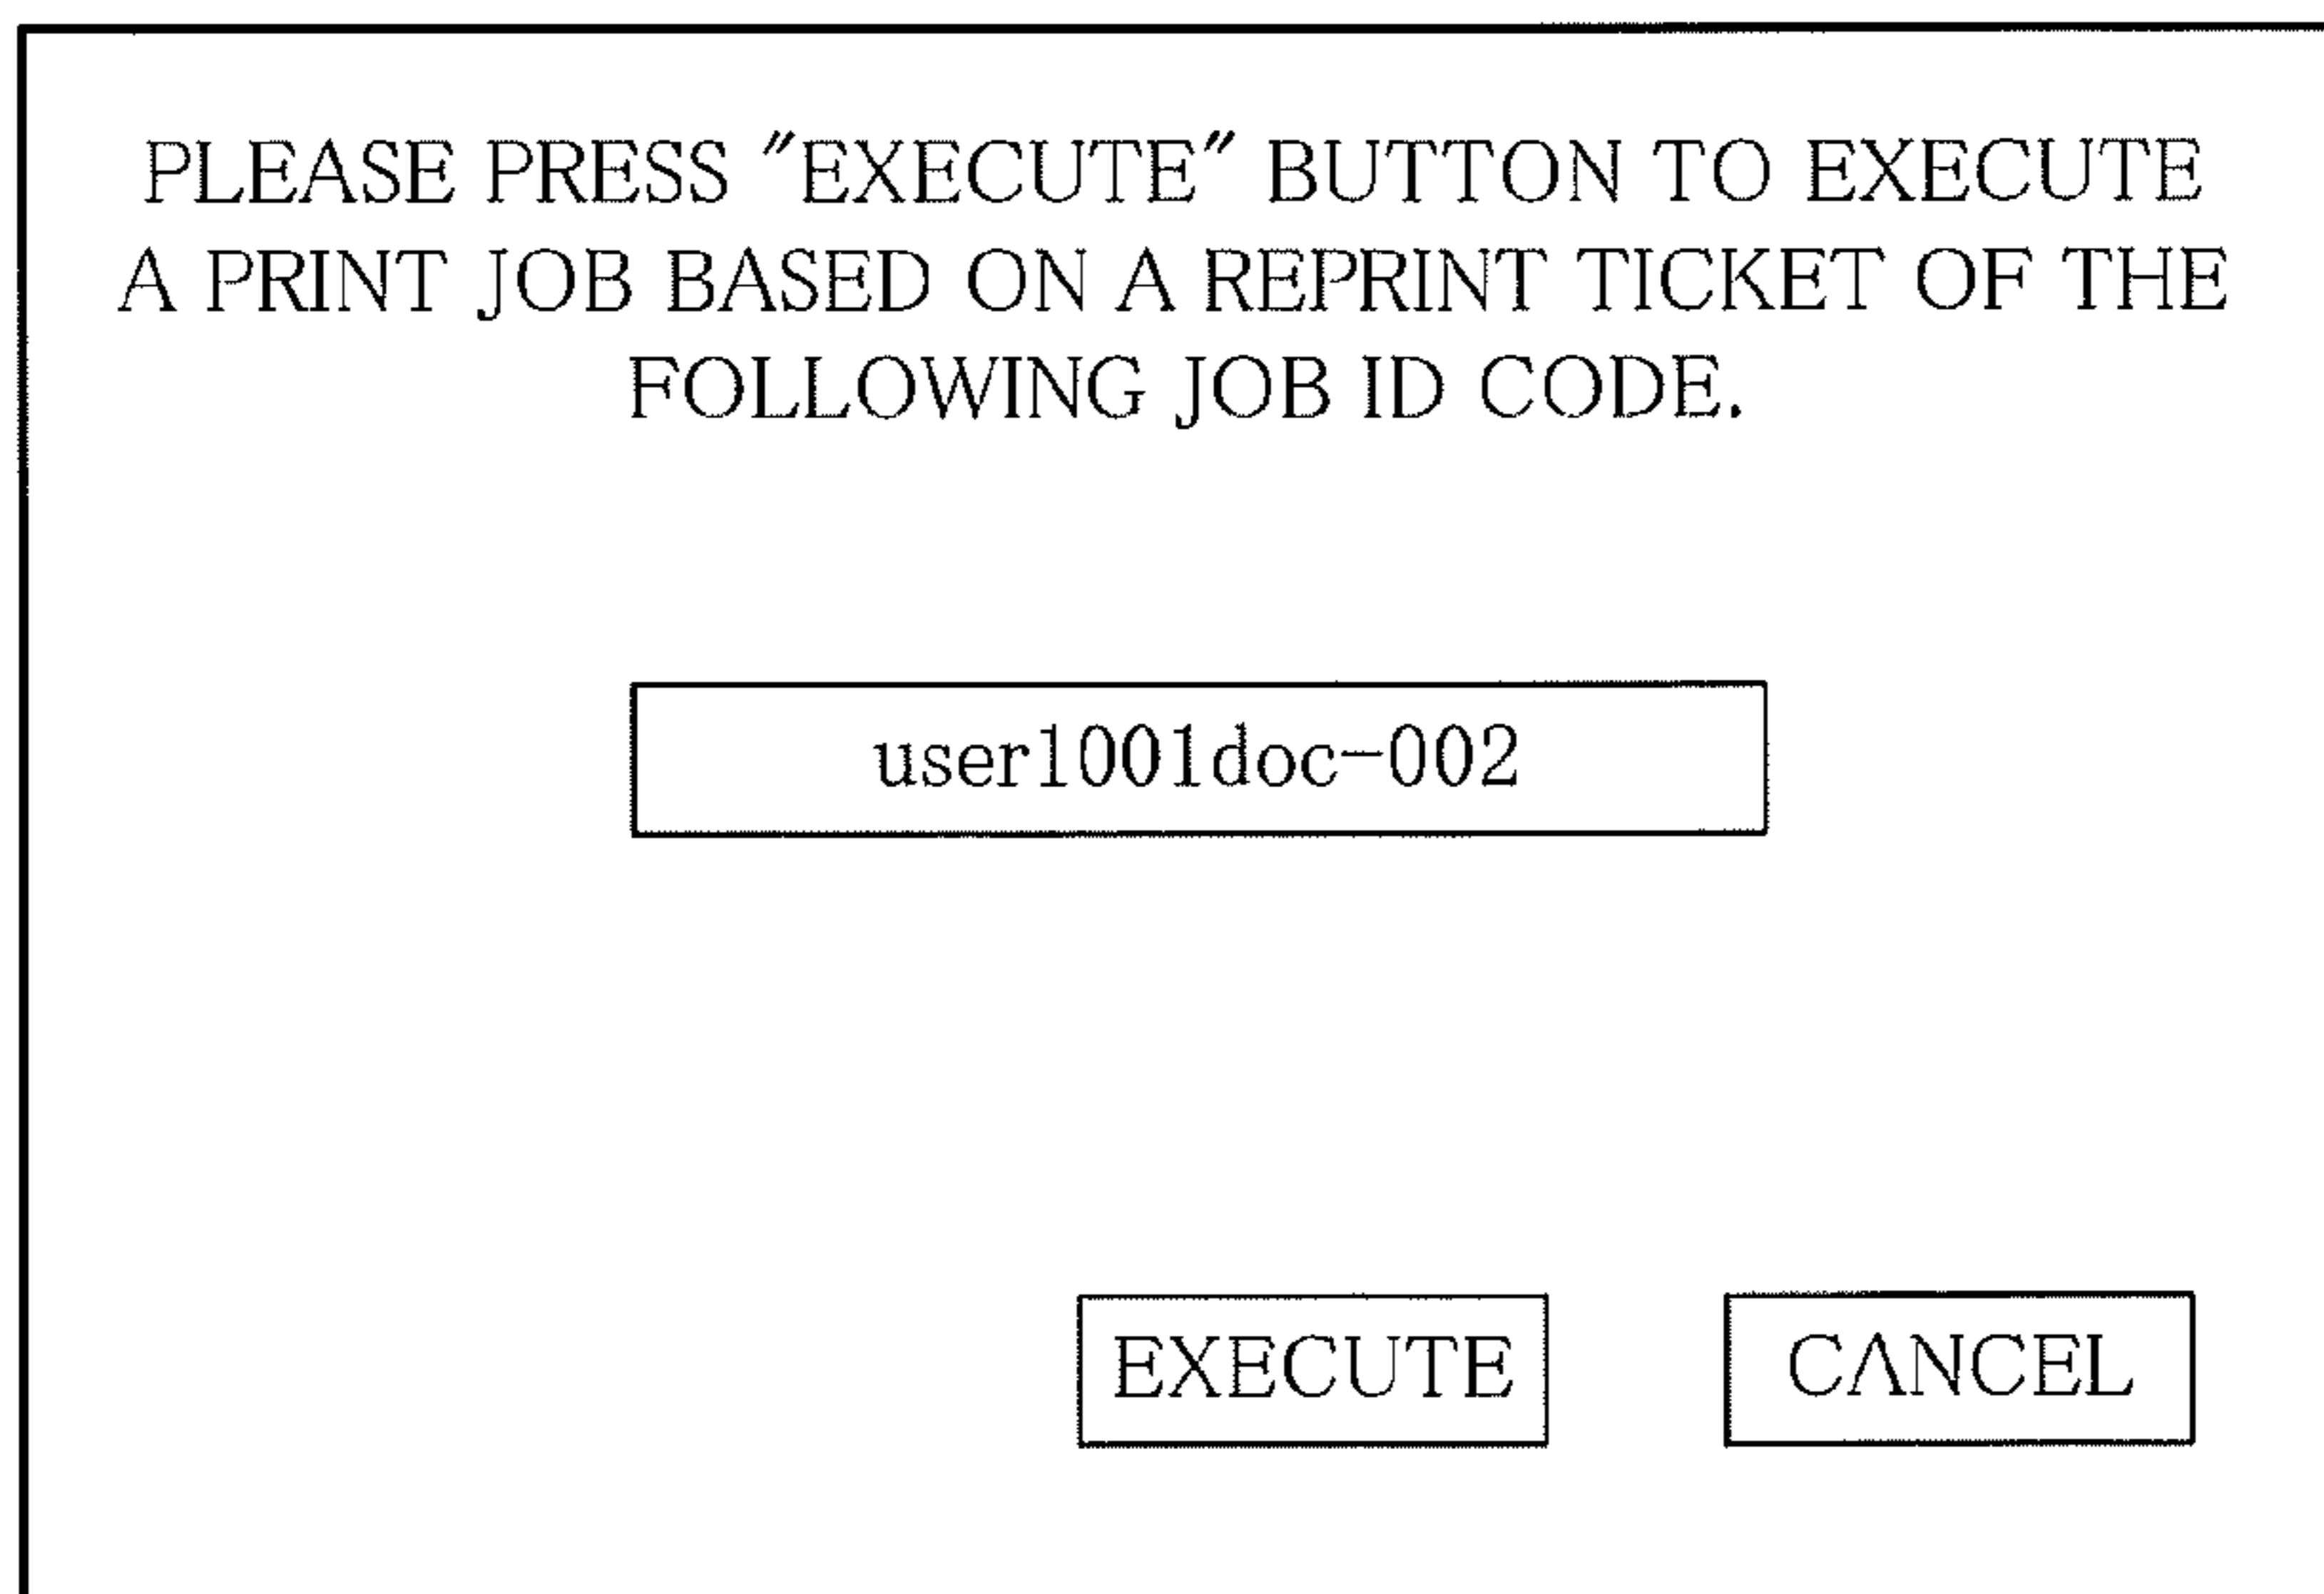 PLEASE PRESS "EXECUTE" BUTTON TO EXECUTE
A PRINT JOB BASED ON A REPRINT TICKET OF THE
FOLLOWING JOB ID CODE.
user1001doc-002
EXECUTE CANCEL